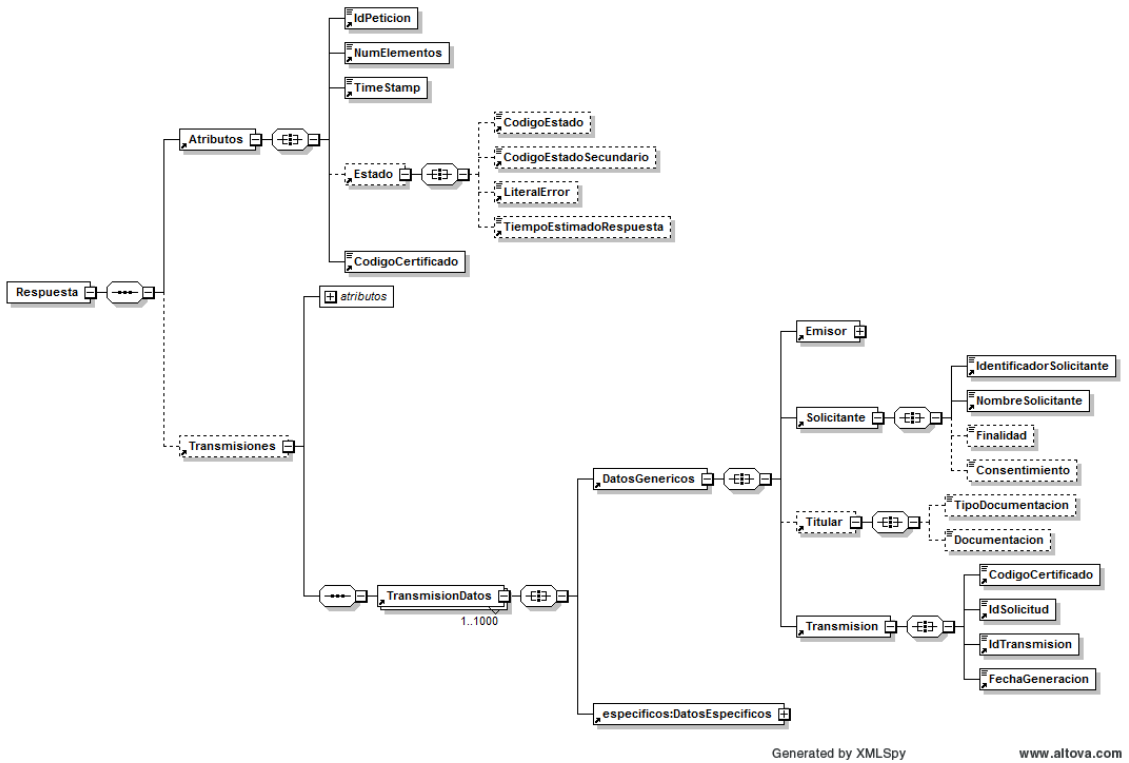 IdPeticion
NumElementos
TimeStamp
Atributos
CodigoEstado
CodigoEstadoSecundario
Estado
LiteralError
TiempoEstimadoRespuesta
CodigoCertificado
Respuesta
atributos
Emisor
IdentificadorSolicitante
NombreSolicitante
Solicitante
Finalidad
Transmisiones
Consentimiento
DatosGenericos
TipoDocumentacion
Titular
Documentacion
CodigoCertificado
TransmisionDatos
IdSolicitud
1..1000
Transmision
IdTransmision
FechaGeneracion
especificos:DatosEspecificos
Generated by XMLSpy www.altova.com